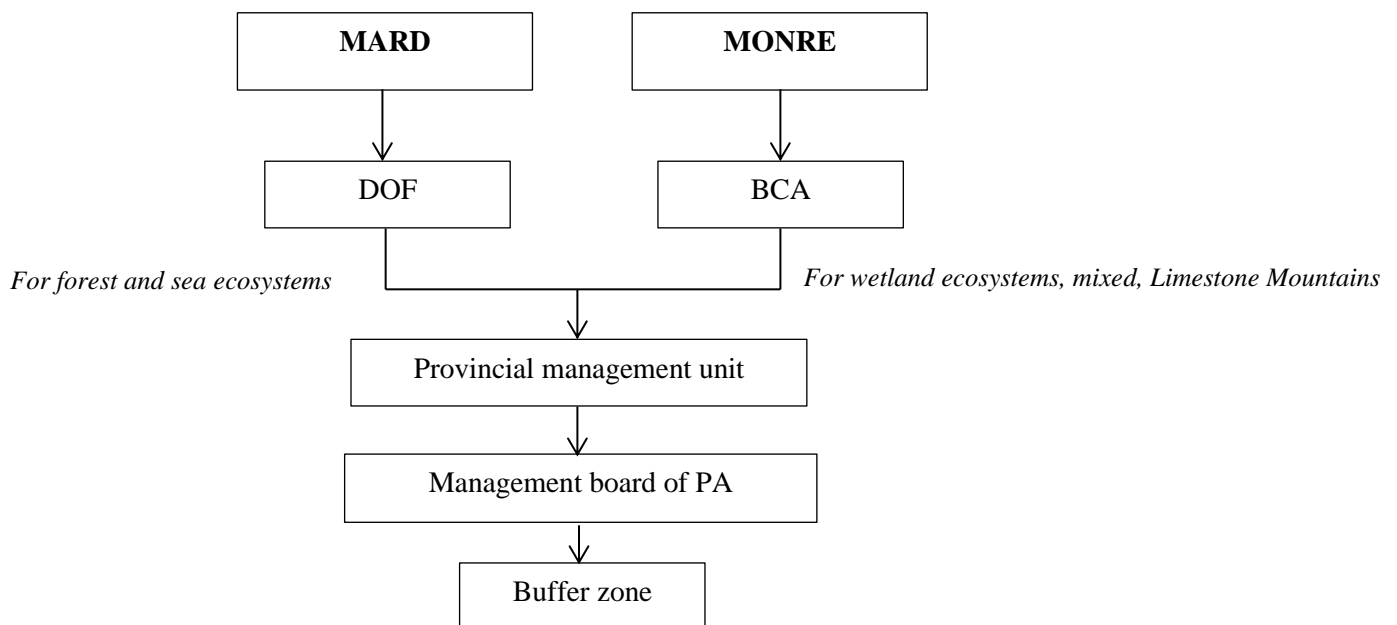 MARD
MONRE
DOF
BCA
For forest and sea ecosystems
For wetland ecosystems, mixed, Limestone Mountains
Provincial management unit
Management board of PA
Buffer zone